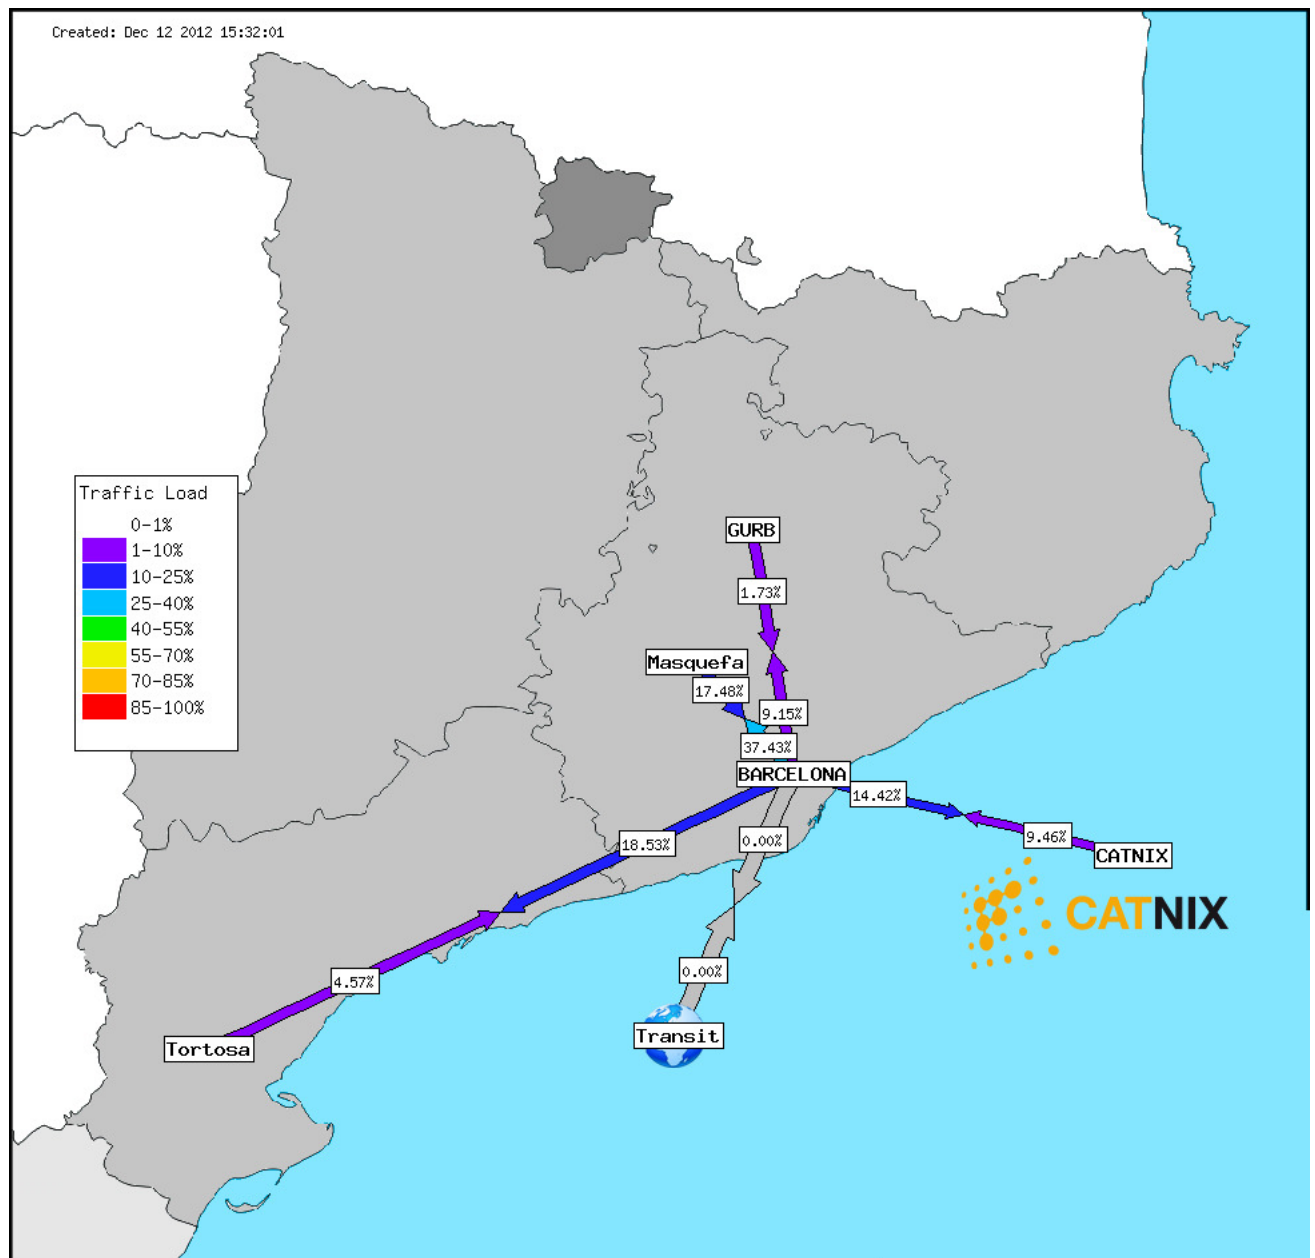 Created: Dec 12 2012 15:32:01
Traffic Load
0-1%
1-10%
10-25%
25-40%
40-55%
55-70%
70-85%
85-100%
GURB
1.73%
Masquefa
17.48%
9.15%
37.43%
BARCELONA
14.42%
18.53%
0.00%
9.46%
CATNIX
CATNIX
0.00%
4.57%
Transit
Tortosa